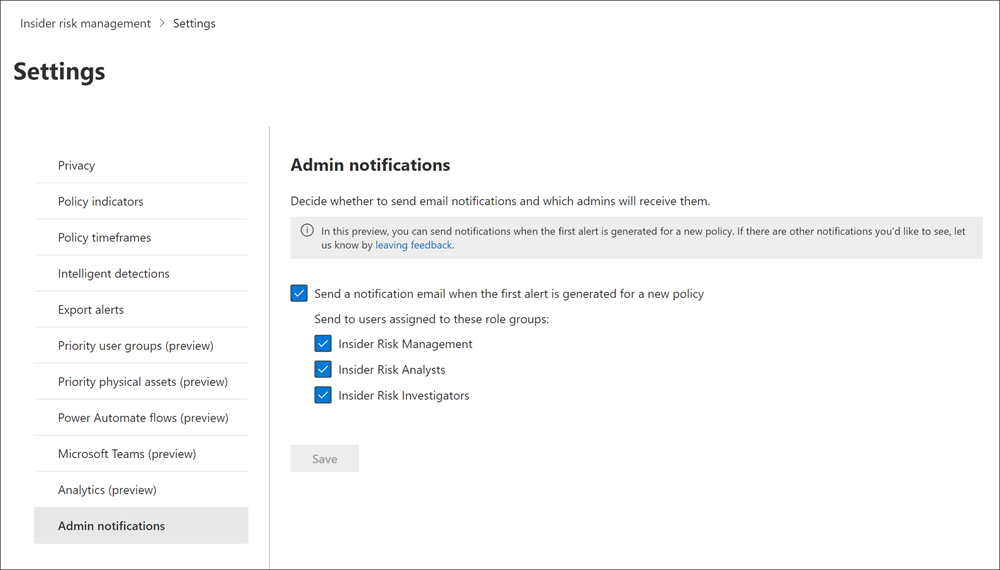 Insider risk management > Settings
Settings
Privacy
Policy indicators
Policy timeframes
Intelligent detections
Export alerts
Priority user groups (preview)
Priority physical assets (preview)
Power Automate flows (preview)
Microsoft Teams (preview)
Analytics (preview)
Admin notifications
Admin notifications
Decide whether to send email notifications and which admins will receive them.
In this preview, you can send notifications when the first alert is generated for a new policy. If there are other notifications you'd like to see, let
us know by leaving feedback.
Send a notification email when the first alert is generated for a new policy
Send to users assigned to these role groups:
Insider Risk Management
Insider Risk Analysts
Insider Risk Investigators
Save